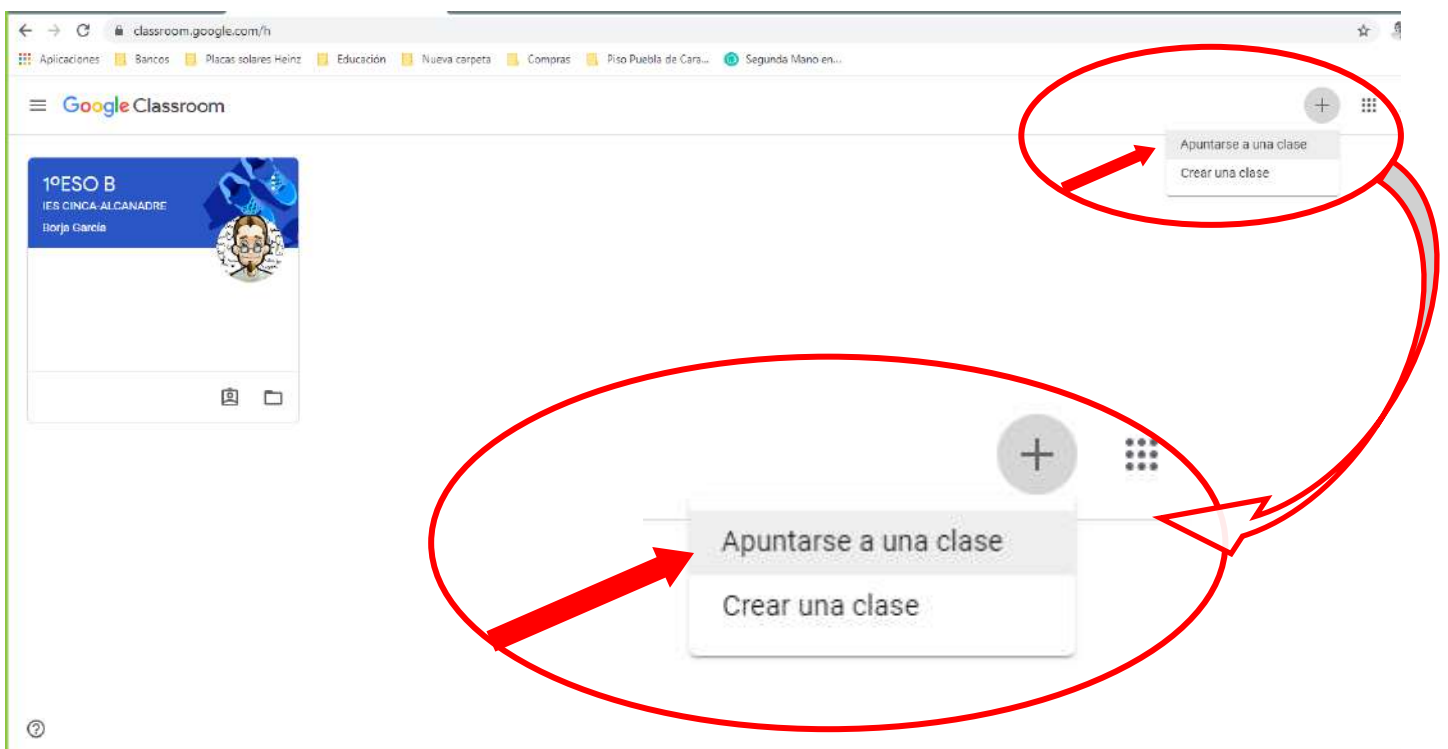 classroom.google.com/h
Aplicaciones Bancos Placas solares Heinz Educación Nueva carpeta Compras Piso Puebla de Cara... Segunda Mano en...
Google Classroom
Apuntarse a una clase
Crear una clase
1ºESO B
IES CINCA-ALCANADRE
Borja García
Apuntarse a una clase
Crear una clase